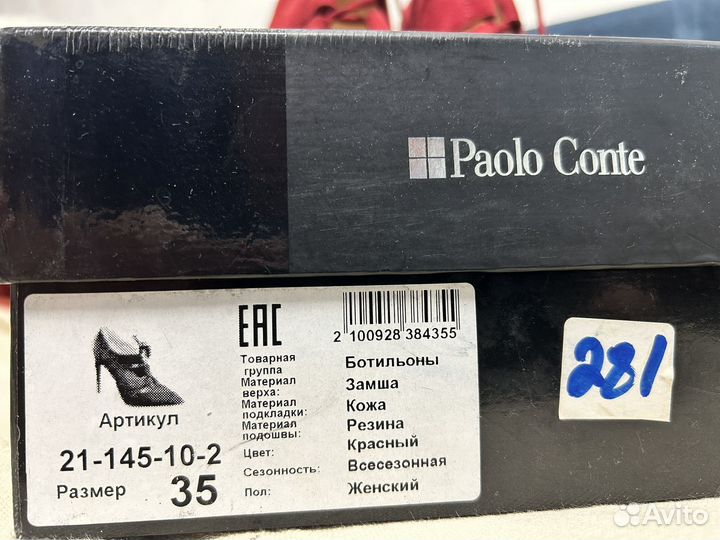 Paolo Conte
EAC
2 100928 384355
Товарная группа Ботильоны
Материал верха: Замша
Материал подкладки: Кожа
Материал подошвы: Резина
Цвет: Красный
Сезонность: Всесезонная
Пол: Женский
Артикул
21-145-10-2
Размер 35
281
Avito